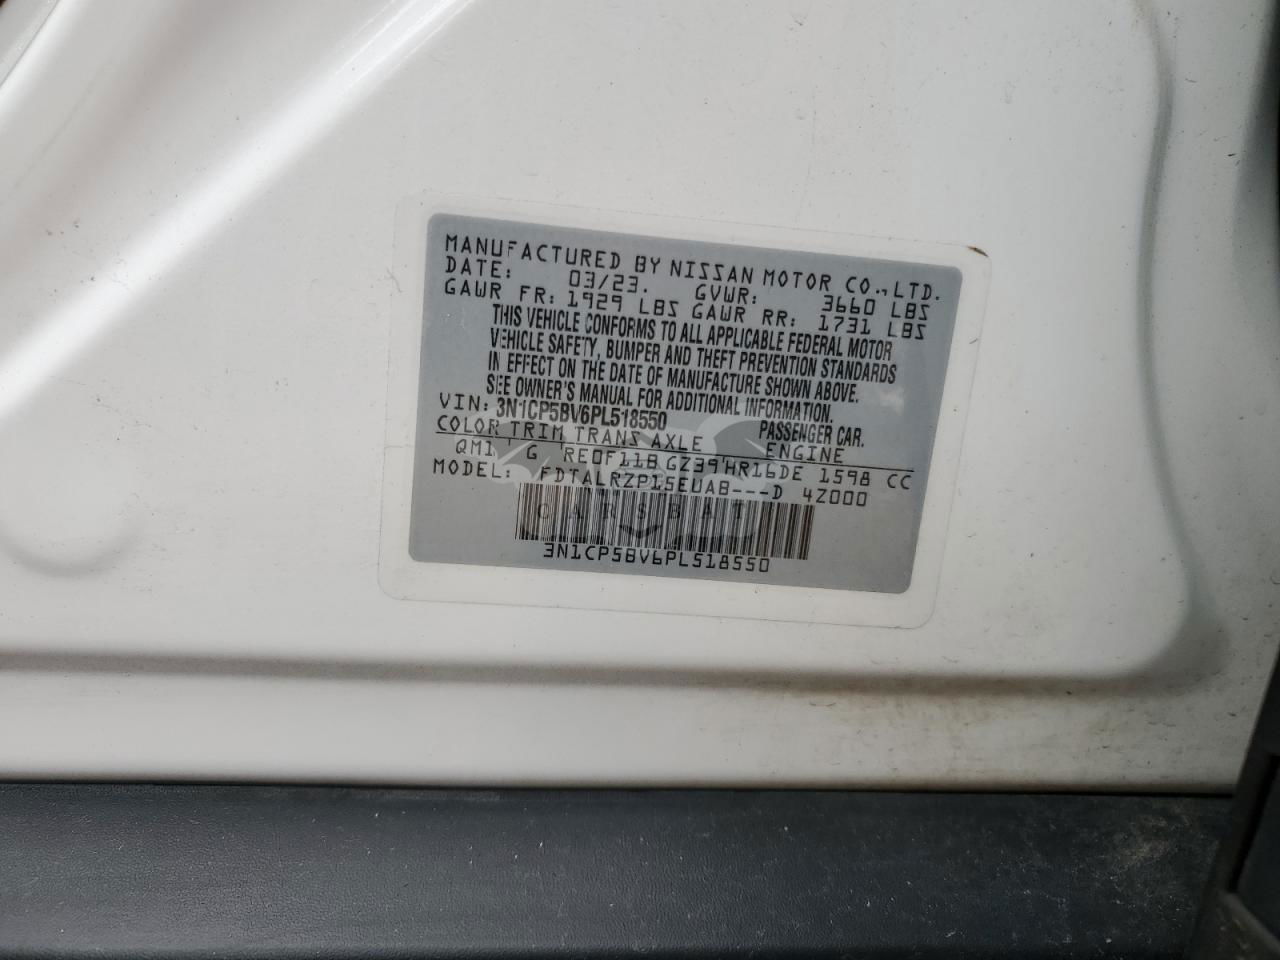 MANUFACTURED BY NISSAN MOTOR CO.,LTD.
DATE: 03/23. GVWR: 3660 LBS
GAWR FR: 1929 LBS GAWR RR: 1731 LBS
THIS VEHICLE CONFORMS TO ALL APPLICABLE FEDERAL MOTOR
VEHICLE SAFETY, BUMPER AND THEFT PREVENTION STANDARDS
IN EFFECT ON THE DATE OF MANUFACTURE SHOWN ABOVE.
SEE OWNER'S MANUAL FOR ADDITIONAL INFORMATION.
VIN: 3N1CP5BV6PL518550 PASSENGER CAR.
COLOR TRIM TRANS AXLE ENGINE
QM1 G RE0F11B GZ39 HR16DE 1598 CC
MODEL: FDTALRZP15EUAB---D 4Z000
CARSBAT
3N1CP5BV6PL518550